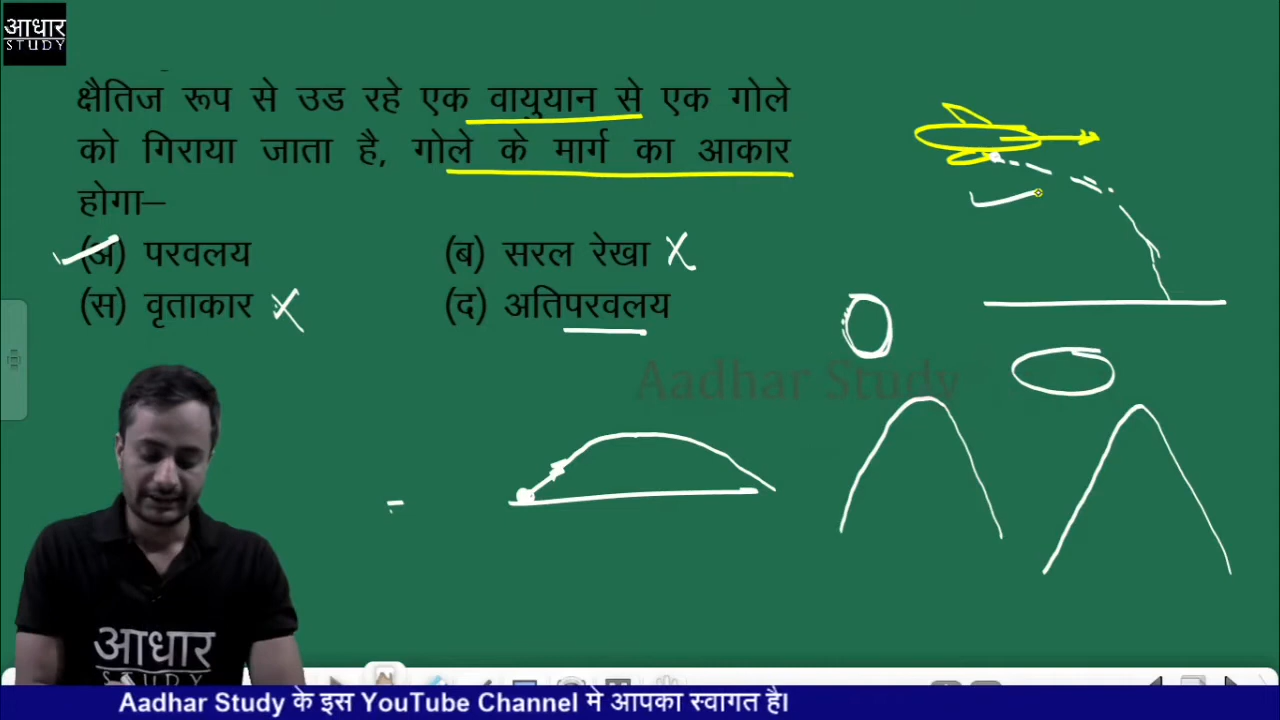 आधार
STUDY
क्षैतिज रूप से उड रहे एक वायुयान से एक गोले
को गिराया जाता है, गोले के मार्ग का आकार
होगा–
(अ) परवलय
(ब) सरल रेखा
(स) वृताकार
(द) अतिपरवलय
Aadhar Study
आधार
STUDY
Aadhar Study के इस YouTube Channel मे आपका स्वागत है।